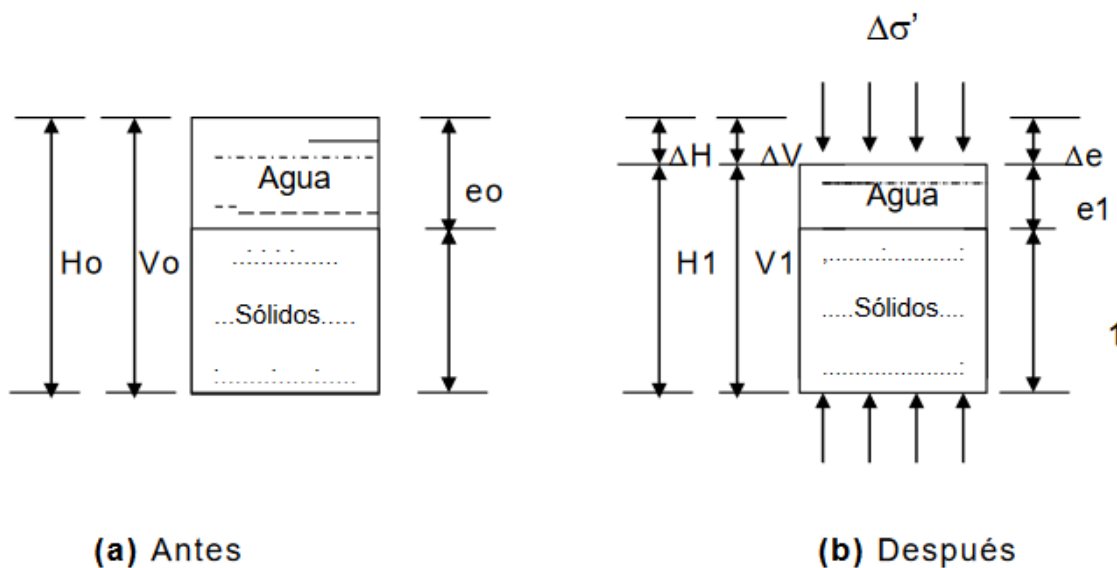 Δσ'
ΔH
ΔV
Δe
Agua
eo
Agua
e1
Ho
Vo
H1
V1
Sólidos
Sólidos
1
(a) Antes
(b) Después